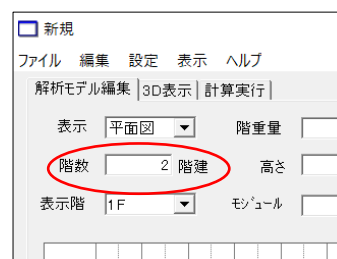 新規
ファイル 編集 設定 表示 ヘルプ
解析モデル編集 3D表示 計算実行
表示 平面図 階重量
階数 2 階建 高さ
表示階 1F モジュール